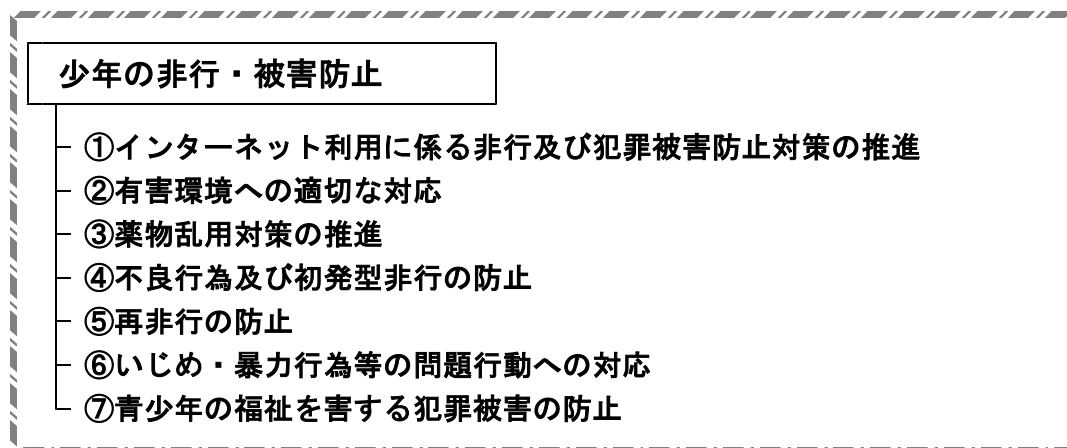 少年の非行・被害防止
①インターネット利用に係る非行及び犯罪被害防止対策の推進
②有害環境への適切な対応
③薬物乱用対策の推進
④不良行為及び初発型非行の防止
⑤再非行の防止
⑥いじめ・暴力行為等の問題行動への対応
⑦青少年の福祉を害する犯罪被害の防止